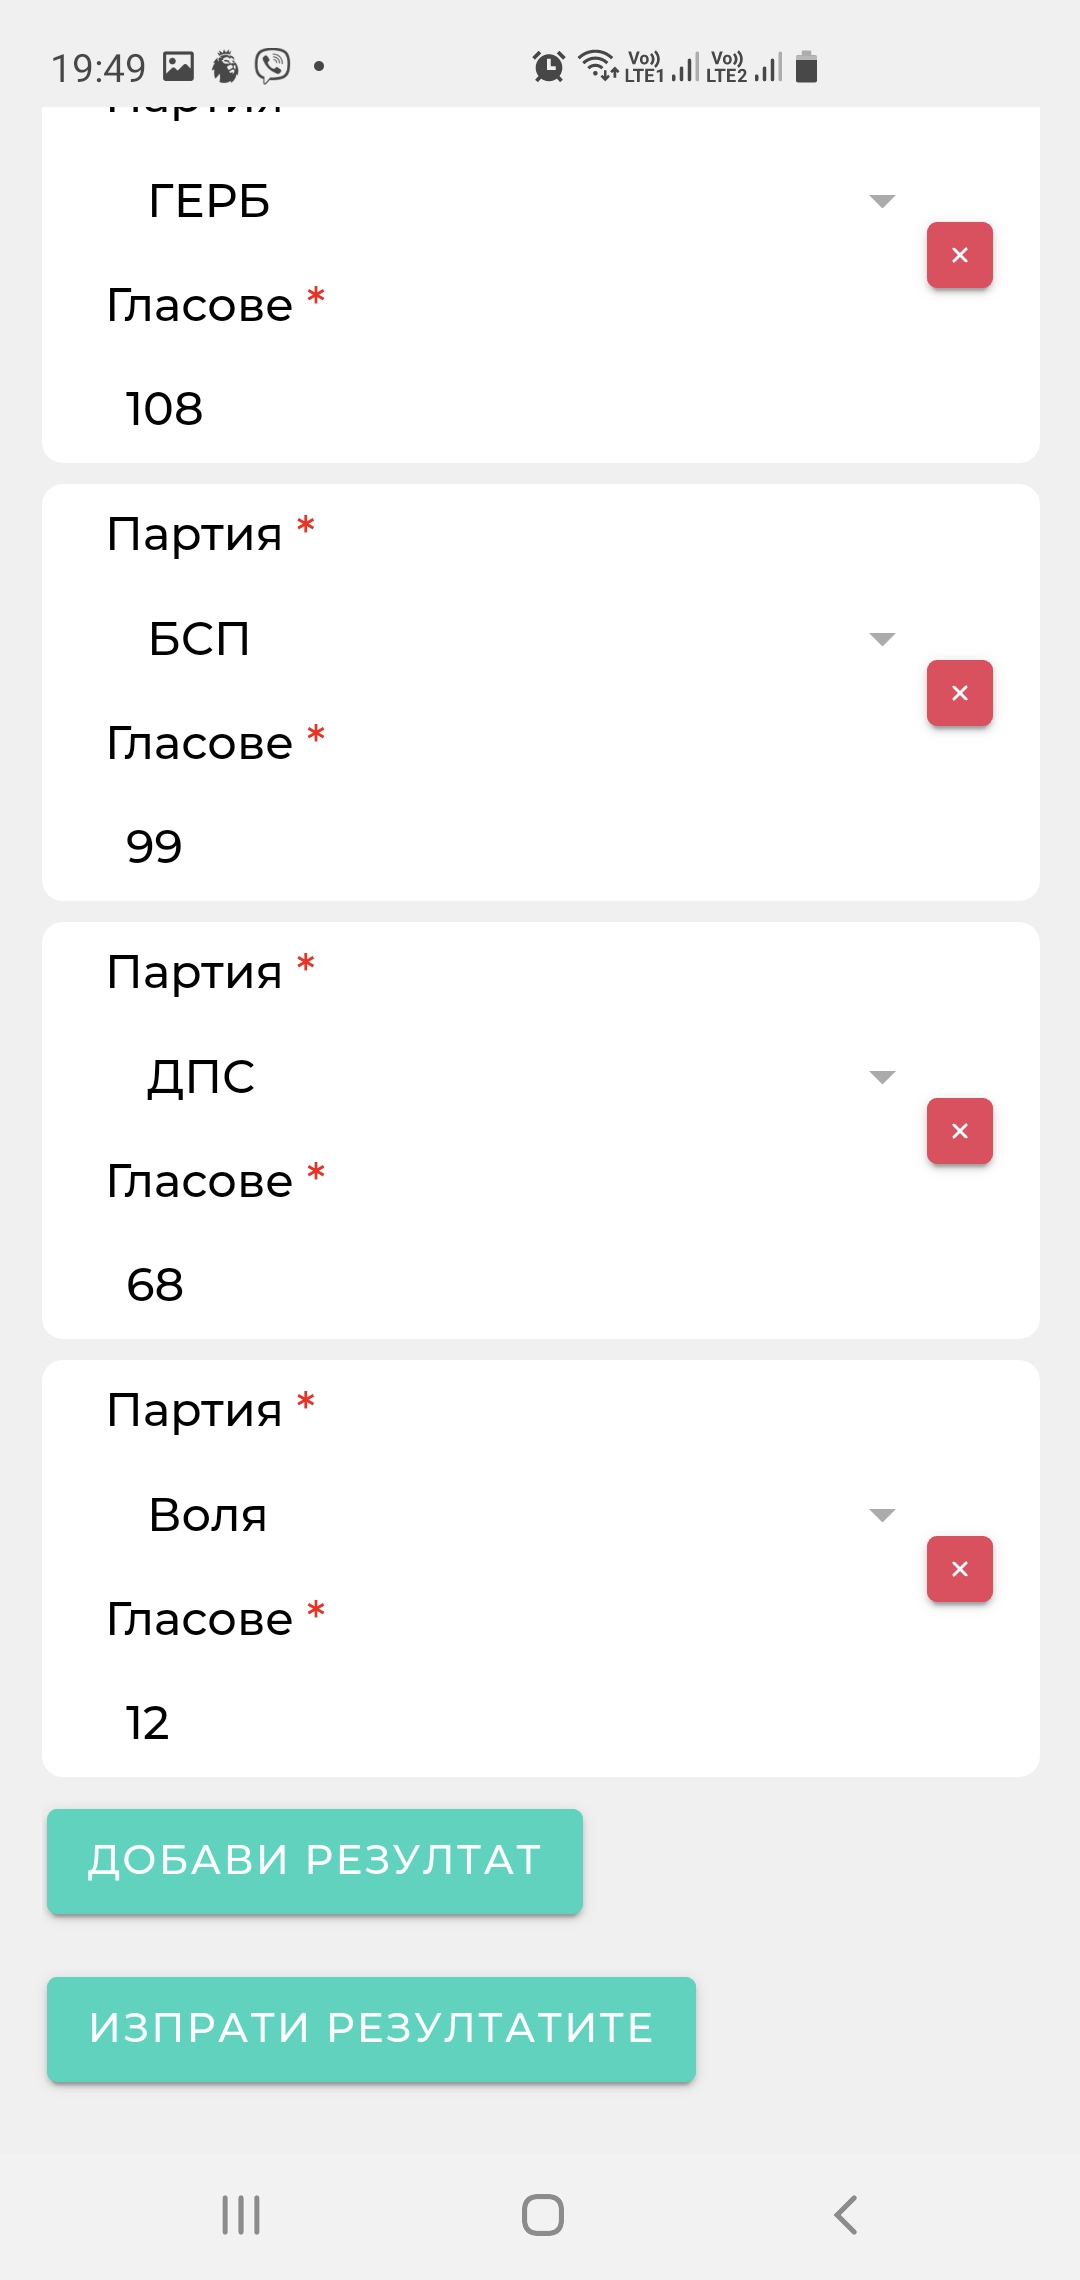 19:49 Vo)) LTE1 Vo)) LTE2
Партия
ГЕРБ
Гласове *
108
Партия *
БСП
Гласове *
99
Партия *
ДПС
Гласове *
68
Партия *
Воля
Гласове *
12
ДОБАВИ РЕЗУЛТАТ
ИЗПРАТИ РЕЗУЛТАТИТЕ